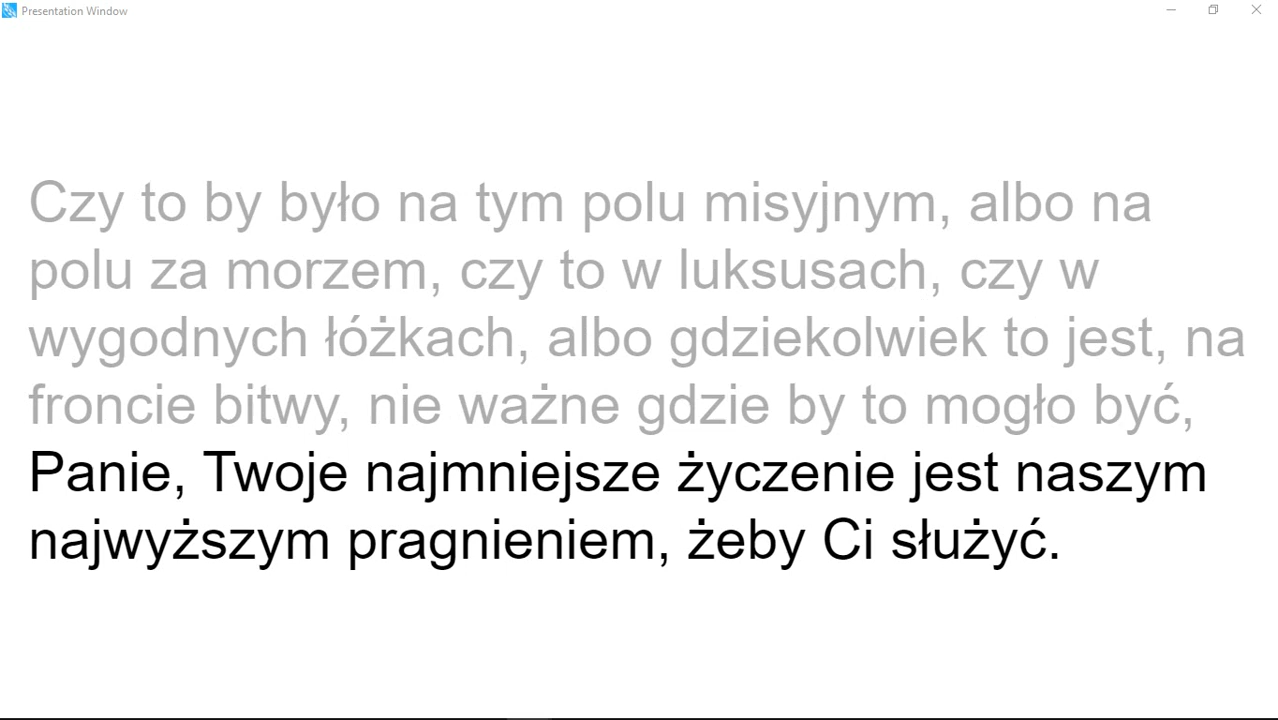 Presentation Window
Czy to by było na tym polu misyjnym, albo na
polu za morzem, czy to w luksusach, czy w
wygodnych łóżkach, albo gdziekolwiek to jest, na
froncie bitwy, nie ważne gdzie by to mogło być,
Panie, Twoje najmniejsze życzenie jest naszym
najwyższym pragnieniem, żeby Ci służyć.